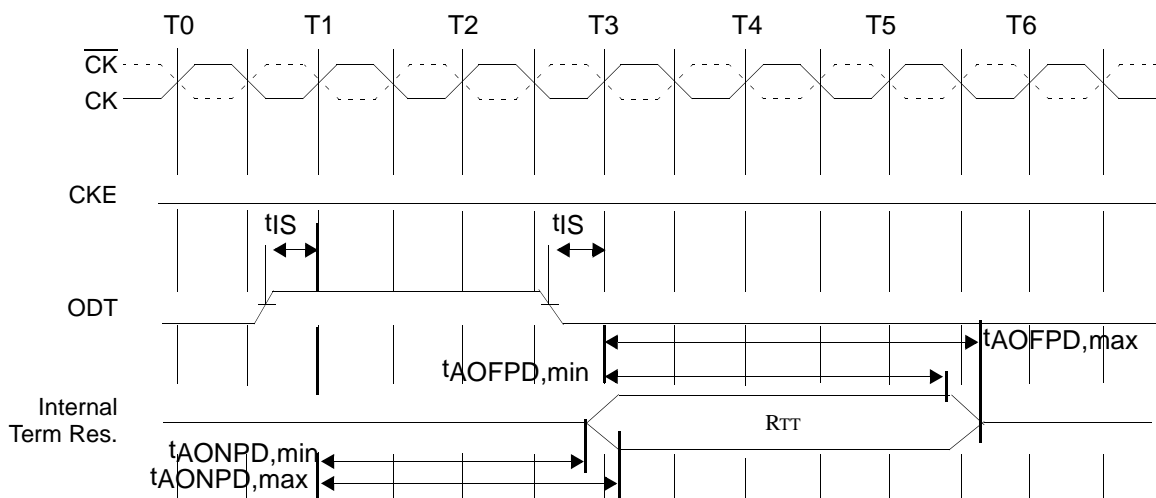 T0 T1 T2 T3 T4 T5 T6
CK
CK
CKE
tIS tIS
ODT
tAOFPD,max
tAOFPD,min
Internal
Term Res.
RTT
tAONPD,min
tAONPD,max